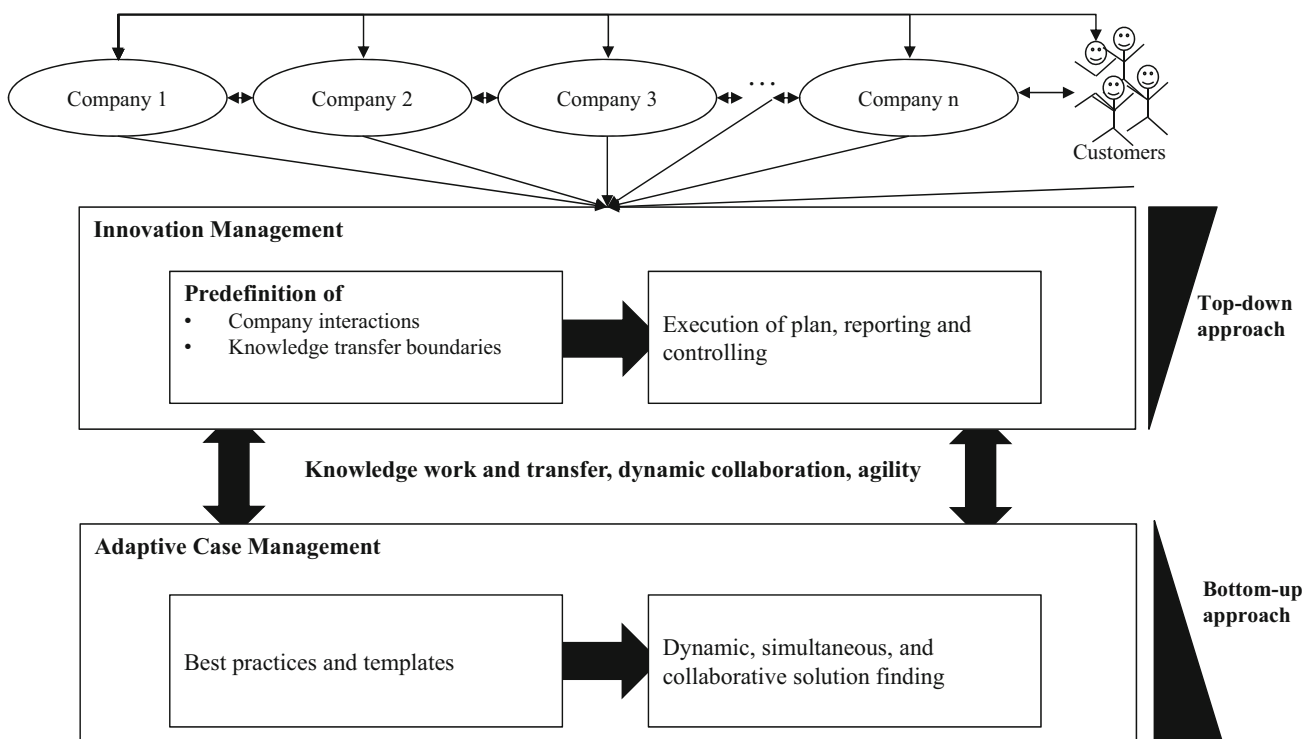 Company 1
Company 2
Company 3
...
Company n
Customers
Innovation Management
Predefinition of
• Company interactions
• Knowledge transfer boundaries
Execution of plan, reporting and
controlling
Top-down
approach
Knowledge work and transfer, dynamic collaboration, agility
Adaptive Case Management
Best practices and templates
Dynamic, simultaneous, and
collaborative solution finding
Bottom-up
approach